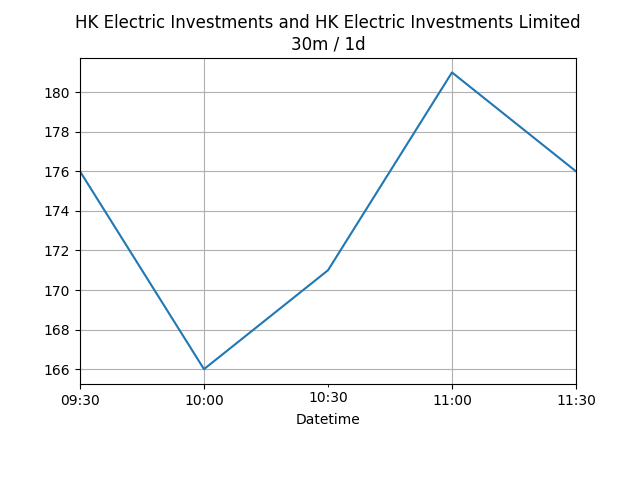 HK Electric Investments and HK Electric Investments Limited
30m / 1d
180
178
176
174
172
170
168
166
09:30 10:00 10:30 11:00 11:30
Datetime